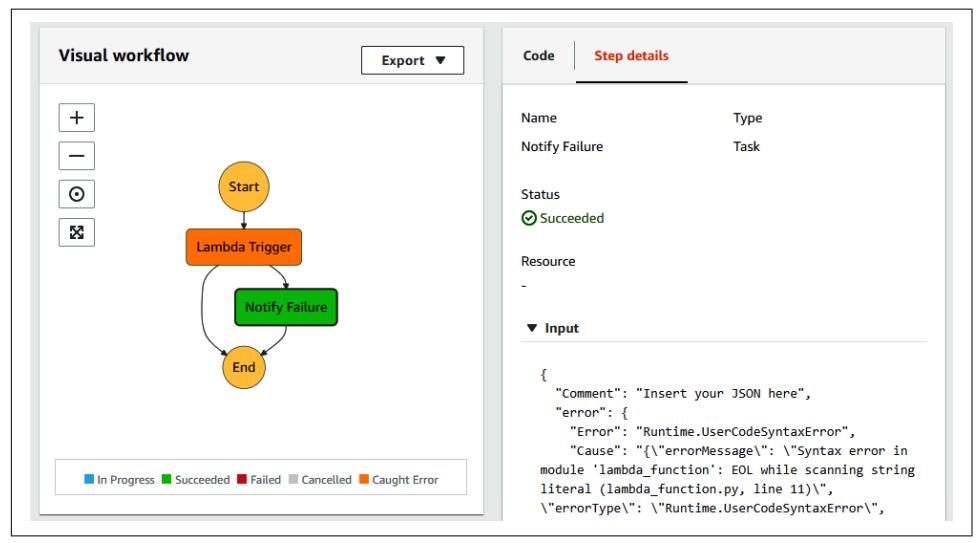 Visual workflow
Export
Start
Lambda Trigger
Notify Failure
End
In Progress Succeeded Failed Cancelled Caught Error
Code Step details
Name Type
Notify Failure Task
Status
Succeeded
Resource
-
Input
{
"Comment": "Insert your JSON here",
"error": {
"Error": "Runtime.UserCodeSyntaxError",
"Cause": "{\"errorMessage\": \"Syntax error in
module 'lambda_function': EOL while scanning string
literal (lambda_function.py, line 11)\",
\"errorType\": \"Runtime.UserCodeSyntaxError\",